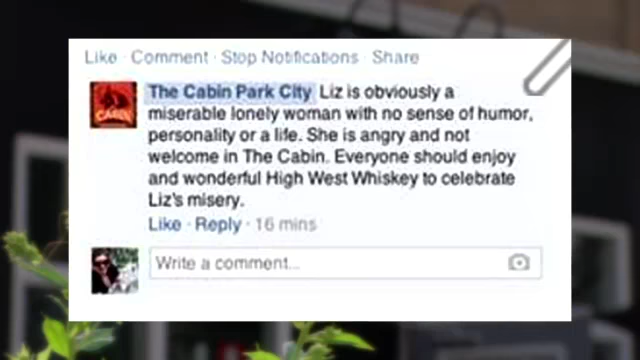 Like · Comment · Stop Notifications · Share
The Cabin Park City Liz is obviously a
miserable lonely woman with no sense of humor,
personality or a life. She is angry and not
welcome in The Cabin. Everyone should enjoy
and wonderful High West Whiskey to celebrate
Liz's misery.
Like · Reply · 16 mins
CABIN
Write a comment...